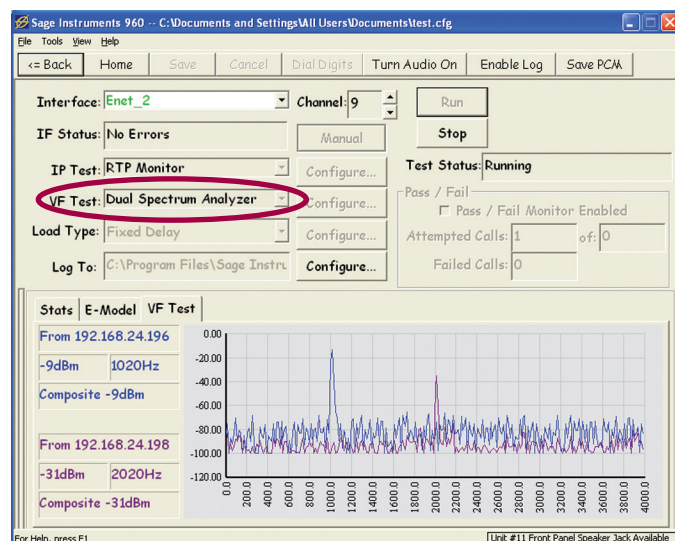 Sage Instruments 960 -- C:\Documents and Settings\All Users\Documents\test.cfg
File Tools View Help
<= Back Home Save Cancel Dial Digits Turn Audio On Enable Log Save PCM
Interface: Enet_2 Channel: 9 Run
IF Status: No Errors Manual Stop
IP Test: RTP Monitor Configure... Test Status: Running
VF Test: Dual Spectrum Analyzer Configure... Pass / Fail
Pass / Fail Monitor Enabled
Load Type: Fixed Delay Configure... Attempted Calls: 1 of: 0
Log To: C:\Program Files\Sage Instru Configure... Failed Calls: 0
Stats E-Model VF Test
From 192.168.24.196
-9dBm 1020Hz
Composite -9dBm
From 192.168.24.198
-31dBm 2020Hz
Composite -31dBm
0.00
-20.00
-40.00
-60.00
-80.00
-100.00
-120.00
0.0 200.0 400.0 600.0 800.0 1000.0 1200.0 1400.0 1600.0 1800.0 2000.0 2200.0 2400.0 2600.0 2800.0 3000.0 3200.0 3400.0 3600.0 3800.0 4000.0
For Help, press F1 Unit #11 Front Panel Speaker Jack Available